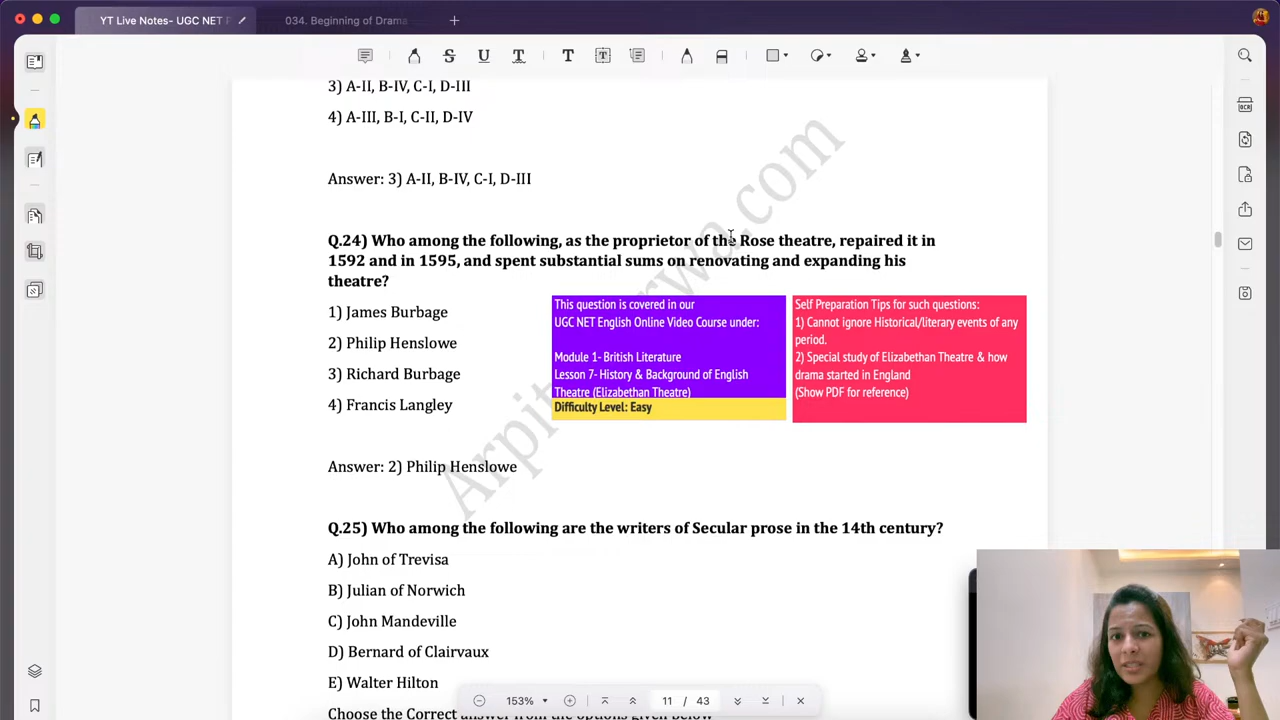 YT Live Notes- UGC NET P
034. Beginning of Drama
3) A-II, B-IV, C-I, D-III
4) A-III, B-I, C-II, D-IV
Answer: 3) A-II, B-IV, C-I, D-III
Q.24) Who among the following, as the proprietor of the Rose theatre, repaired it in
1592 and in 1595, and spent substantial sums on renovating and expanding his
theatre?
1) James Burbage
2) Philip Henslowe
3) Richard Burbage
4) Francis Langley
This question is covered in our
UGC NET English Online Video Course under:
Module 1- British Literature
Lesson 7- History & Background of English
Theatre (Elizabethan Theatre)
Difficulty Level: Easy
Self Preparation Tips for such questions:
1) Cannot ignore Historical/literary events of any
period.
2) Special study of Elizabethan Theatre & how
drama started in England
(Show PDF for reference)
Answer: 2) Philip Henslowe
Q.25) Who among the following are the writers of Secular prose in the 14th century?
A) John of Trevisa
B) Julian of Norwich
C) John Mandeville
D) Bernard of Clairvaux
E) Walter Hilton
Choose the Correct answer from the options given below
153%
11 / 43
OCR